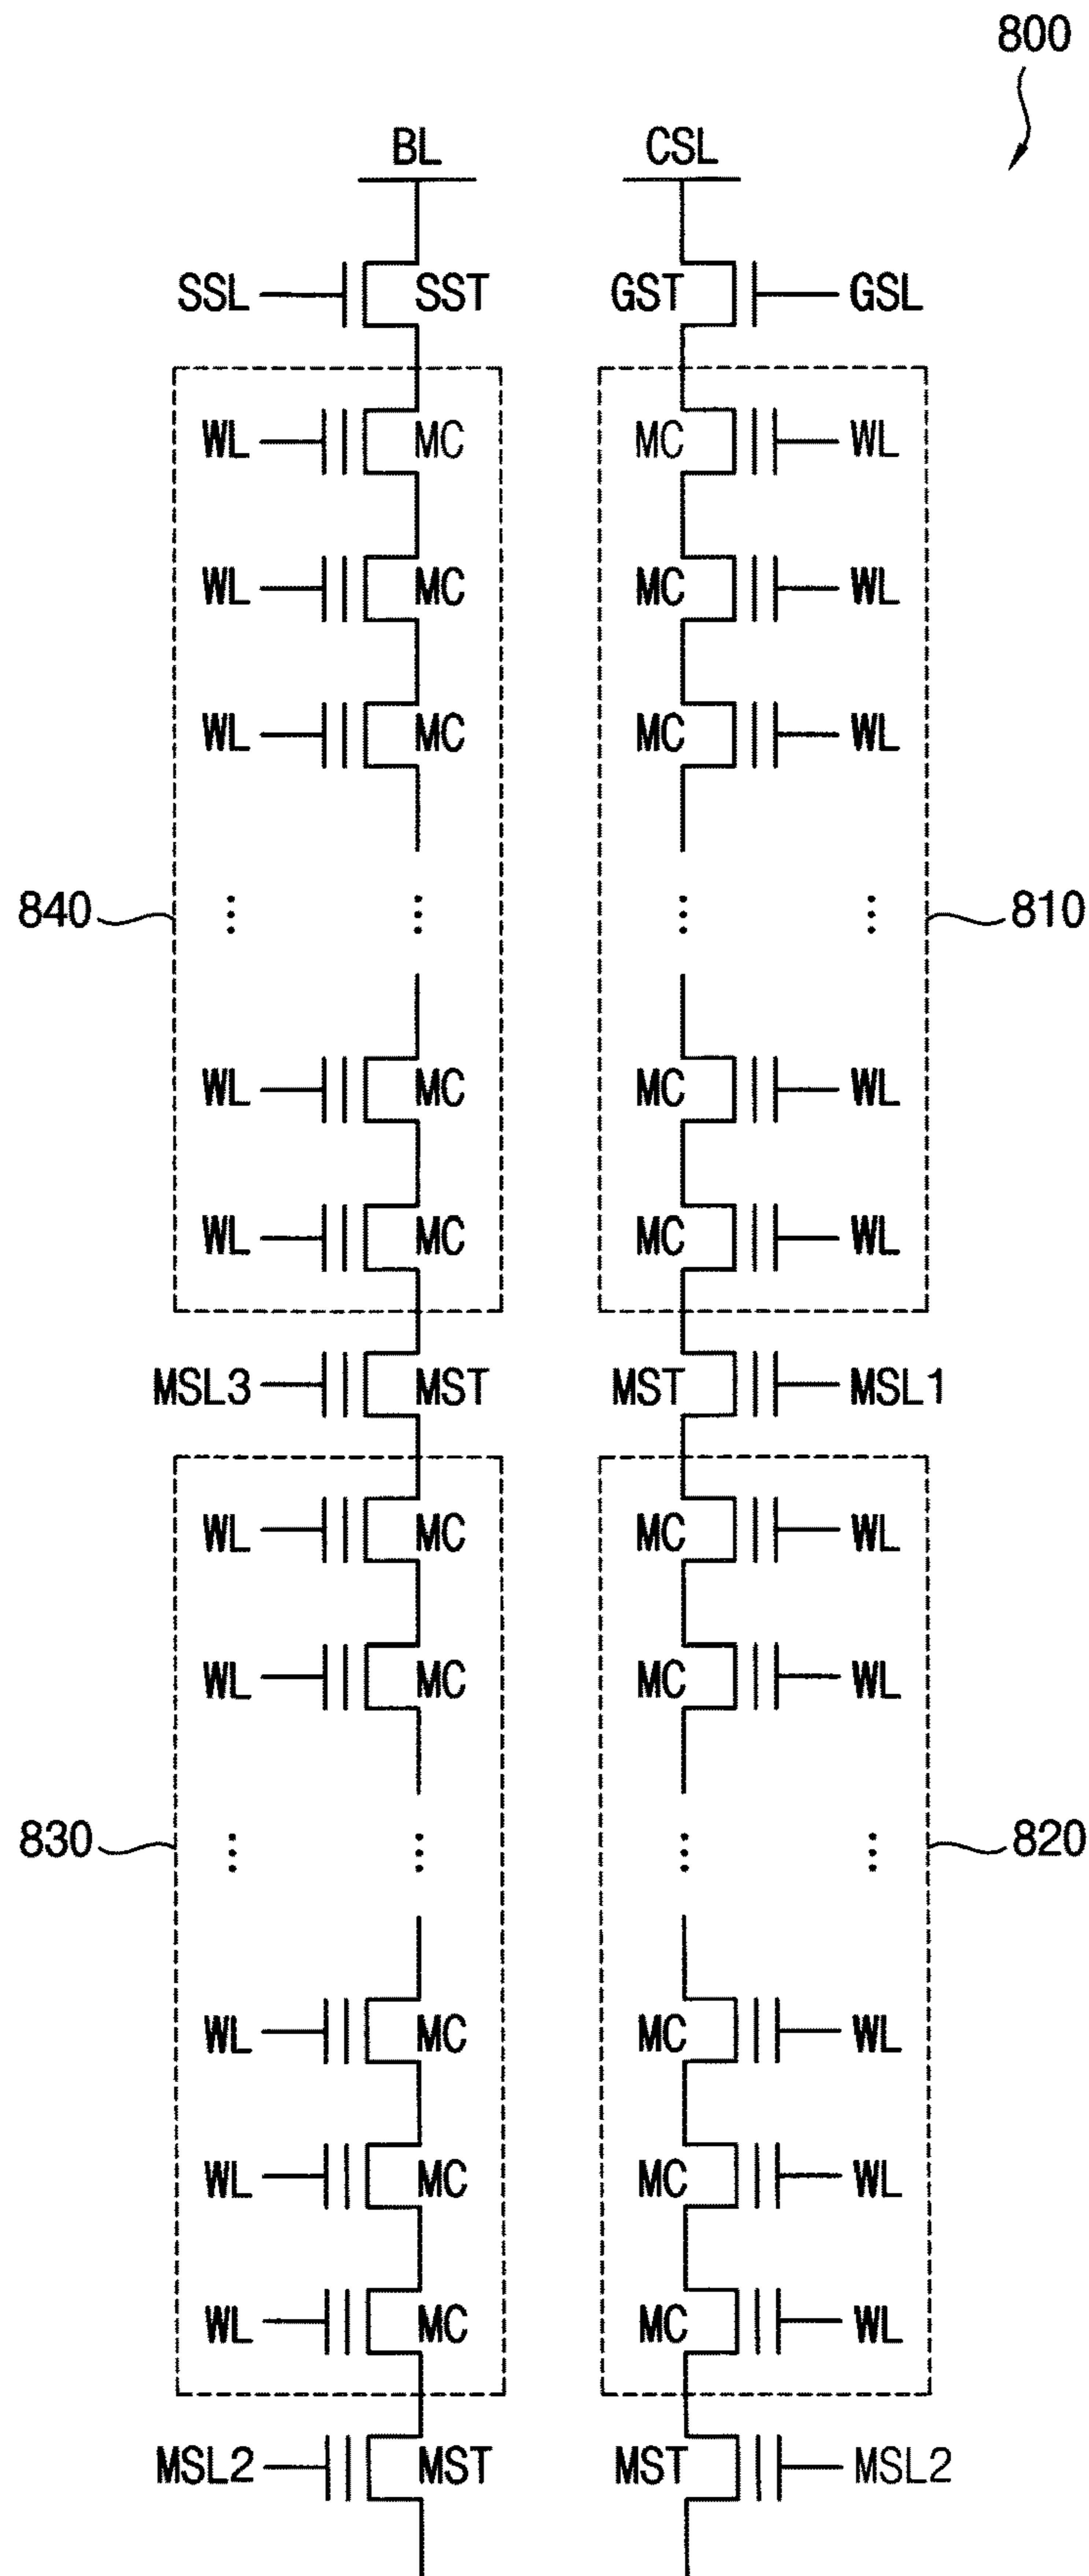 800
BL CSL
SSL SST GST GSL
WL MC MC WL
WL MC MC WL
WL MC MC WL
840 ⋮ ⋮ ⋮ ⋮ 810
WL MC MC WL
WL MC MC WL
MSL3 MST MST MSL1
WL MC MC WL
WL MC MC WL
830 ⋮ ⋮ ⋮ ⋮ 820
WL MC MC WL
WL MC MC WL
WL MC MC WL
MSL2 MST MST MSL2